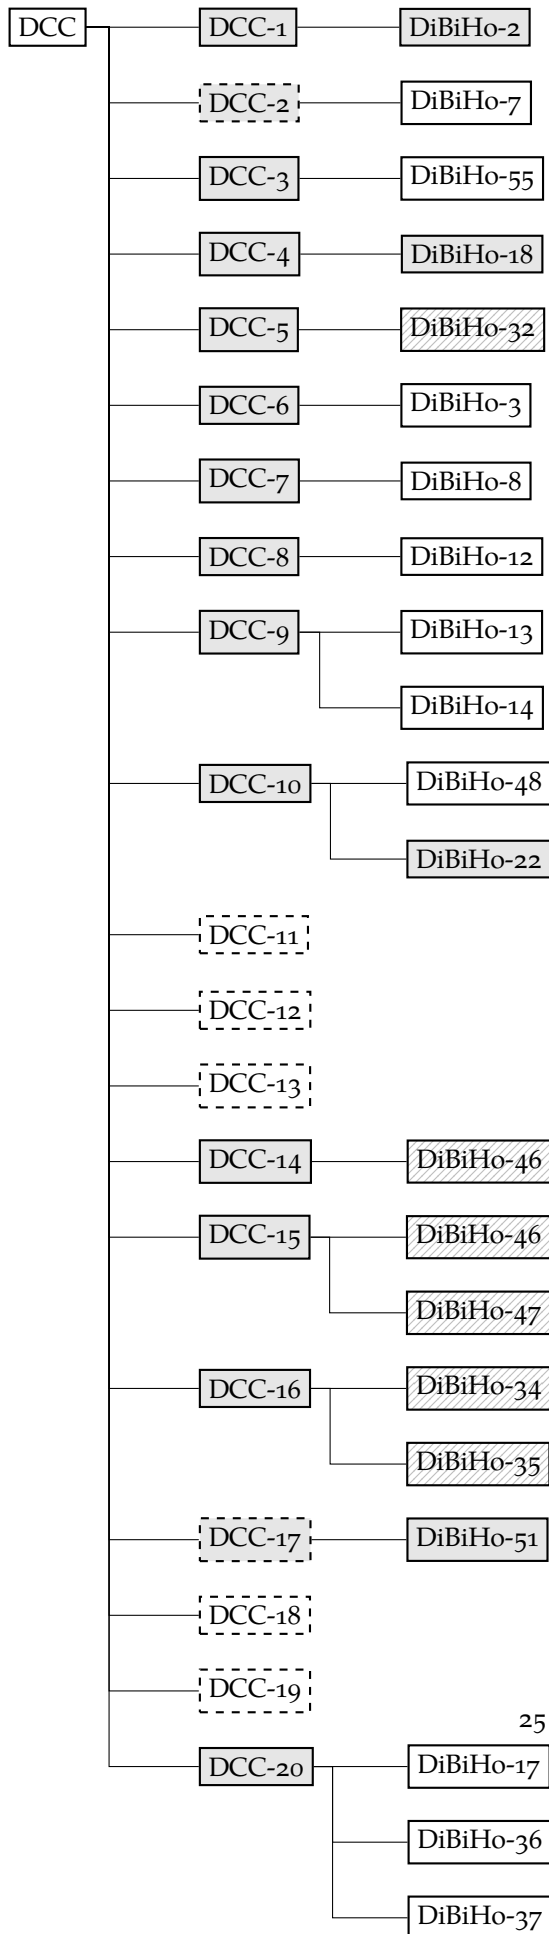 DCC DCC-1 DiBiHo-2
DCC-2 DiBiHo-7
DCC-3 DiBiHo-55
DCC-4 DiBiHo-18
DCC-5 DiBiHo-32
DCC-6 DiBiHo-3
DCC-7 DiBiHo-8
DCC-8 DiBiHo-12
DCC-9 DiBiHo-13
DiBiHo-14
DCC-10 DiBiHo-48
DiBiHo-22
DCC-11
DCC-12
DCC-13
DCC-14 DiBiHo-46
DCC-15 DiBiHo-46
DiBiHo-47
DCC-16 DiBiHo-34
DiBiHo-35
DCC-17 DiBiHo-51
DCC-18
DCC-19
25
DCC-20 DiBiHo-17
DiBiHo-36
DiBiHo-37